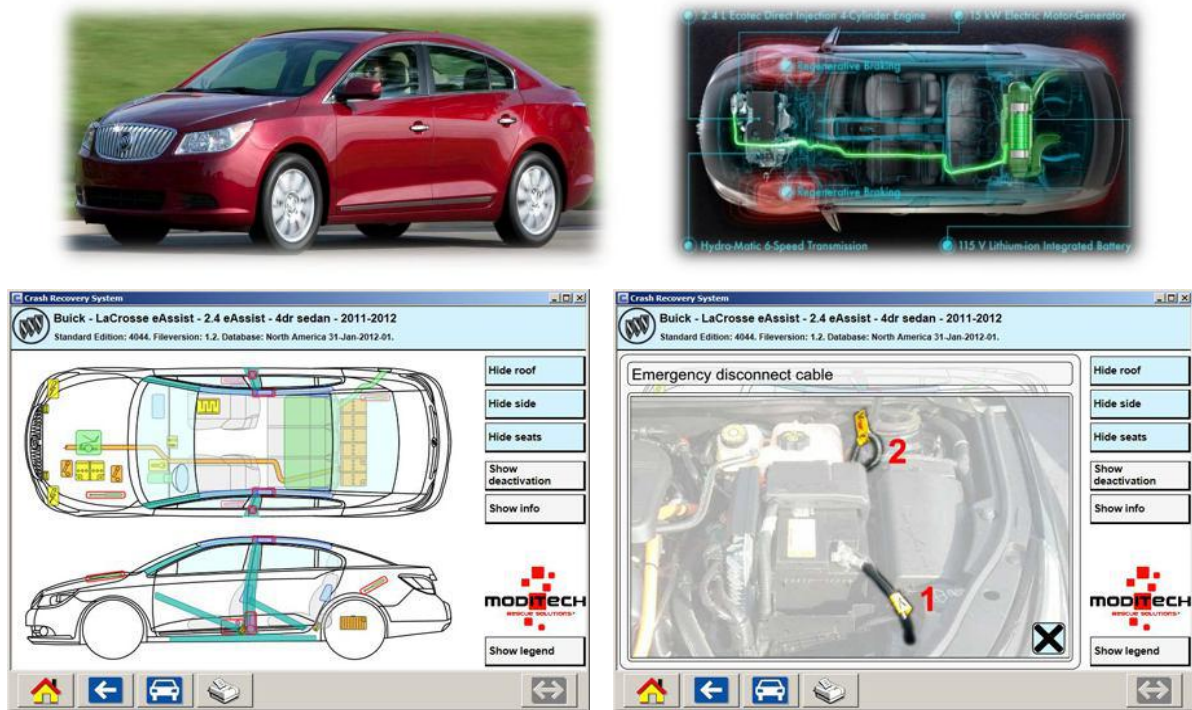 2.4 L Ecotec Direct Injection 4-Cylinder Engine
15 kW Electric Motor-Generator
Regenerative Braking
Regenerative Braking
Hydro-Matic 6-Speed Transmission
115 V Lithium-ion Integrated Battery
Crash Recovery System
Buick - LaCrosse eAssist - 2.4 eAssist - 4dr sedan - 2011-2012
Standard Edition: 4044. Fileversion: 1.2. Database: North America 31-Jan-2012-01.
Hide roof
Hide side
Hide seats
Show
deactivation
Show info
MODITECH
RESCUE SOLUTIONS
Show legend
Crash Recovery System
Buick - LaCrosse eAssist - 2.4 eAssist - 4dr sedan - 2011-2012
Standard Edition: 4044. Fileversion: 1.2. Database: North America 31-Jan-2012-01.
Emergency disconnect cable
2
1
Hide roof
Hide side
Hide seats
Show
deactivation
Show info
MODITECH
RESCUE SOLUTIONS
Show legend